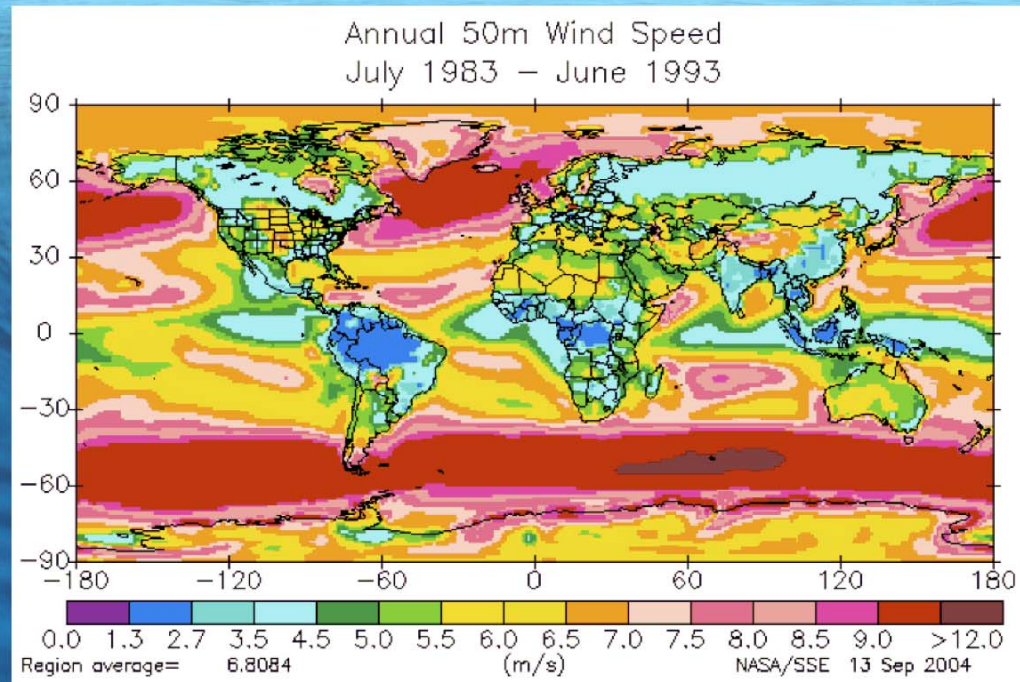 Annual 50m Wind Speed
July 1983 – June 1993
90
60
30
0
−30
−60
−90
−180 −120 −60 0 60 120 180
0.0 1.3 2.7 3.5 4.5 5.0 5.5 6.0 6.5 7.0 7.5 8.0 8.5 9.0 >12.0
Region average= 6.8084 (m/s) NASA/SSE 13 Sep 2004